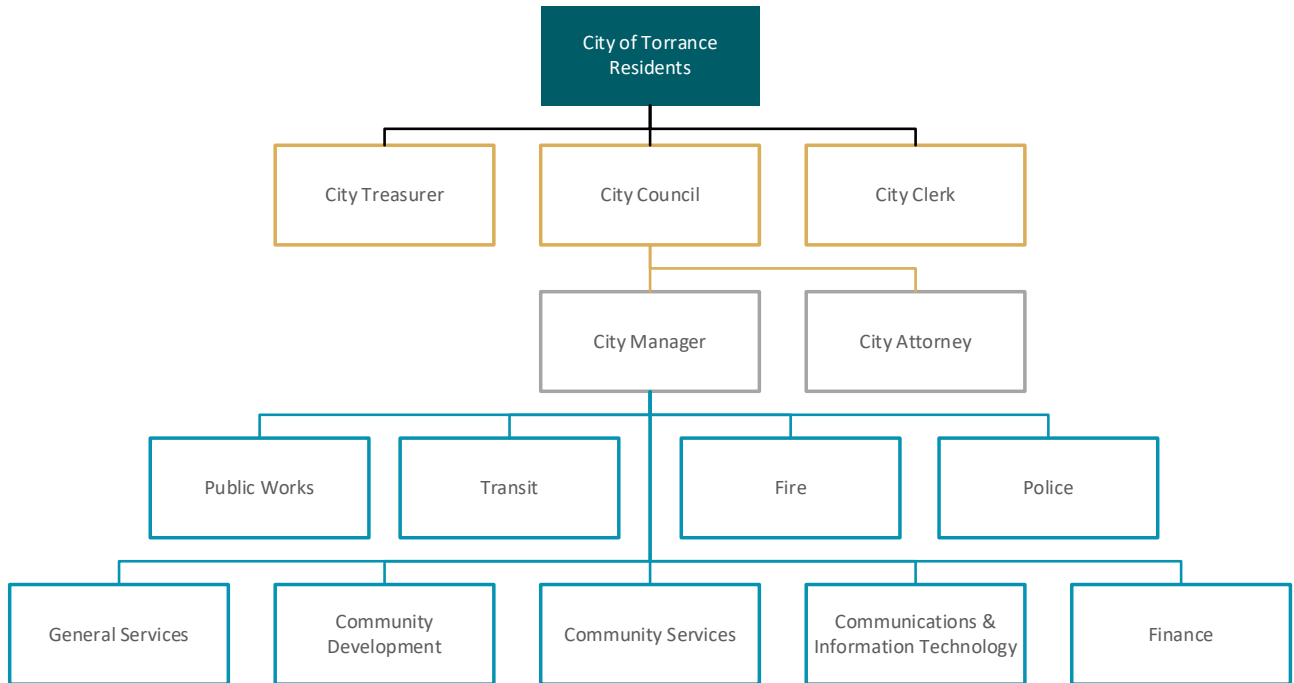 City of Torrance
Residents
City Treasurer
City Council
City Clerk
City Manager
City Attorney
Public Works
Transit
Fire
Police
General Services
Community
Development
Community Services
Communications &
Information Technology
Finance